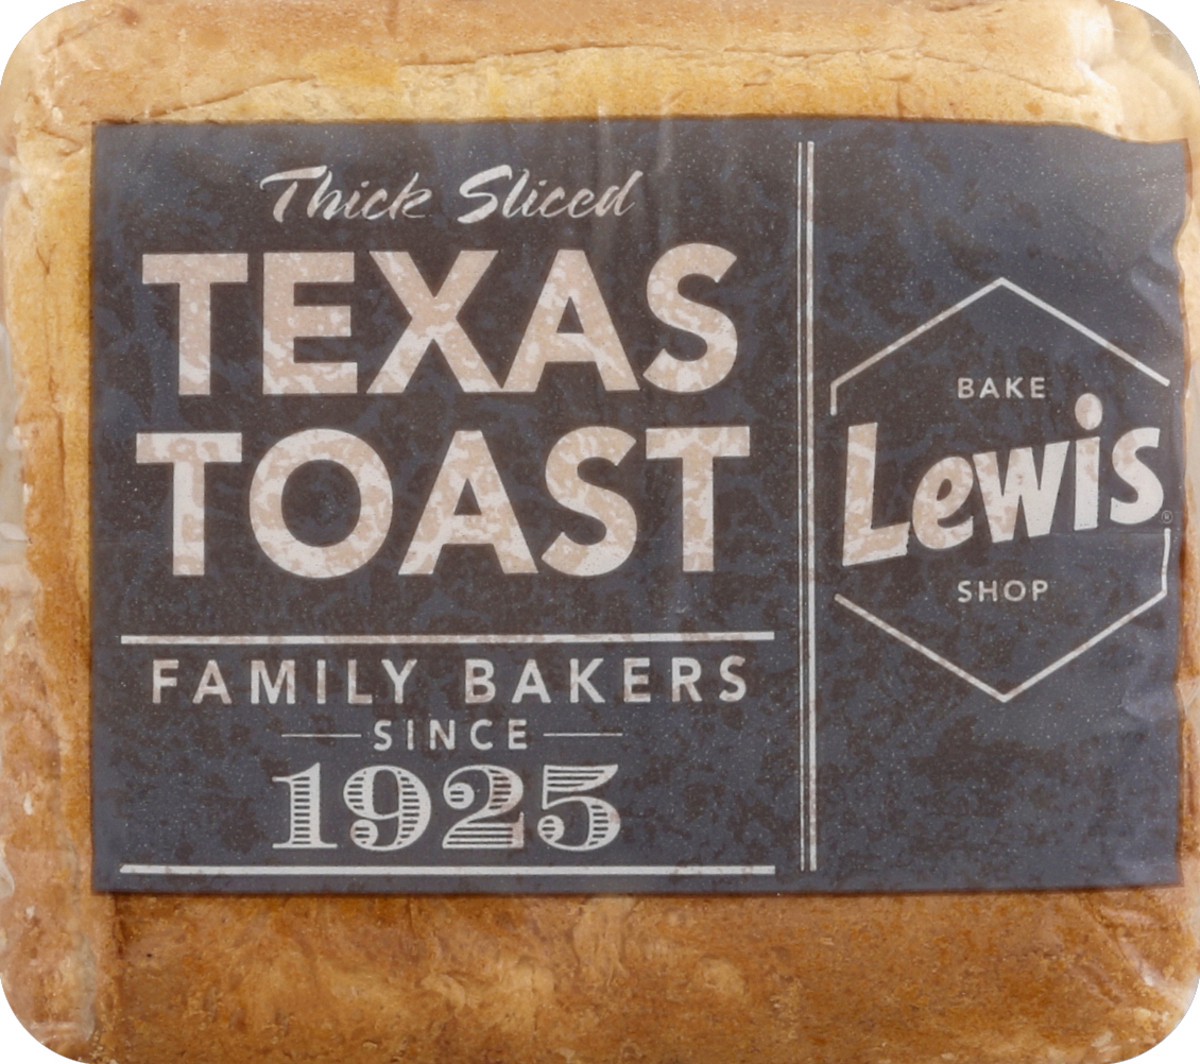 Thick Sliced
TEXAS
TOAST
FAMILY BAKERS
SINCE
1925
BAKE
Lewis®
SHOP